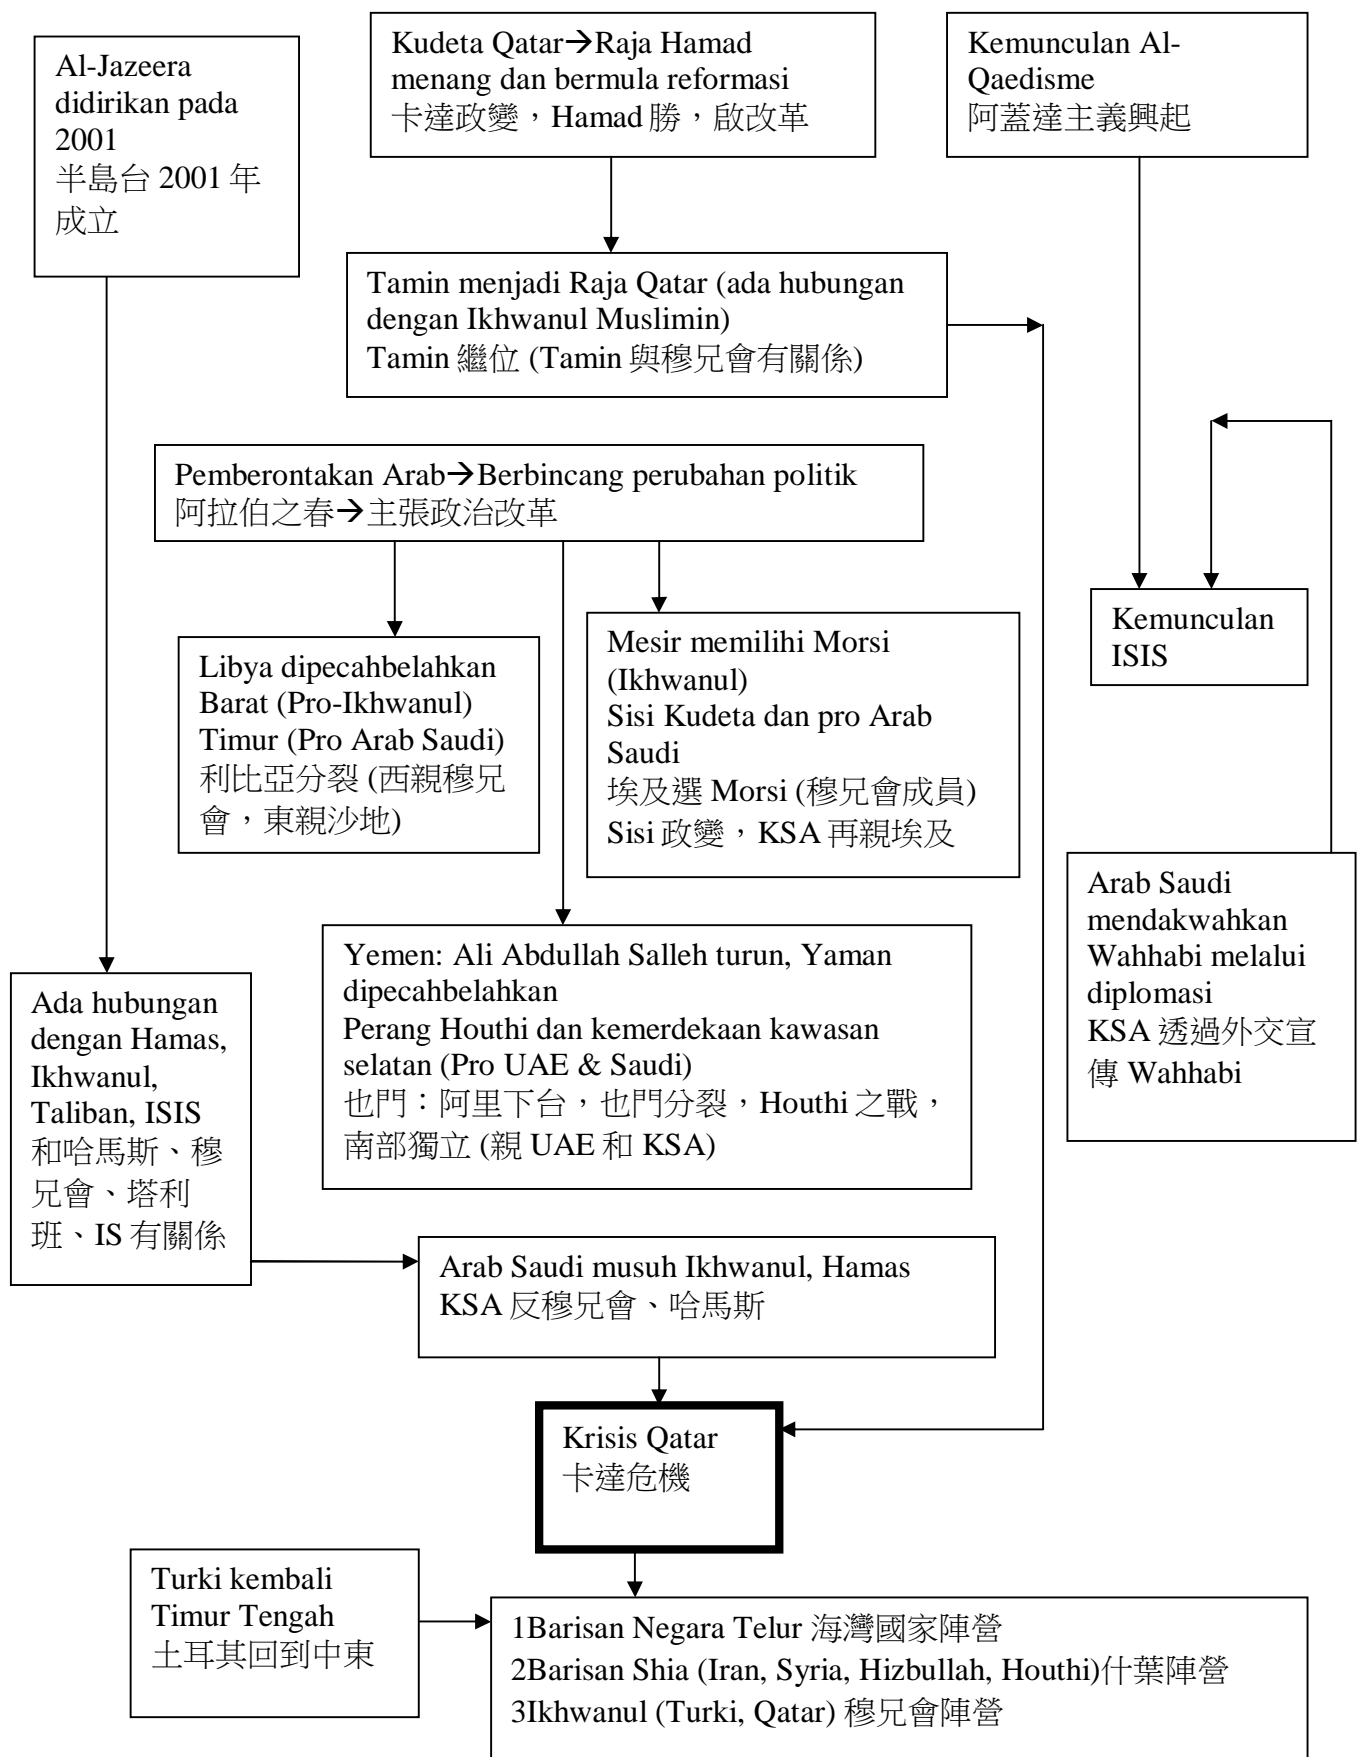 Al-Jazeera
didirikan pada
2001
半島台 2001 年
成立
Kudeta Qatar→Raja Hamad
menang dan bermula reformasi
卡達政變，Hamad 勝，啟改革
Kemunculan Al-
Qaedisme
阿蓋達主義興起
Tamin menjadi Raja Qatar (ada hubungan
dengan Ikhwanul Muslimin)
Tamin 繼位 (Tamin 與穆兄會有關係)
Pemberontakan Arab→Berbincang perubahan politik
阿拉伯之春→主張政治改革
Libya dipecahbelahkan
Barat (Pro-Ikhwanul)
Timur (Pro Arab Saudi)
利比亞分裂 (西親穆兄
會，東親沙地)
Mesir memilihi Morsi
(Ikhwanul)
Sisi Kudeta dan pro Arab
Saudi
埃及選 Morsi (穆兄會成員)
Sisi 政變，KSA 再親埃及
Kemunculan
ISIS
Arab Saudi
mendakwahkan
Wahhabi melalui
diplomasi
KSA 透過外交宣
傳 Wahhabi
Yemen: Ali Abdullah Salleh turun, Yaman
dipecahbelahkan
Perang Houthi dan kemerdekaan kawasan
selatan (Pro UAE & Saudi)
也門：阿里下台，也門分裂，Houthi 之戰，
南部獨立 (親 UAE 和 KSA)
Ada hubungan
dengan Hamas,
Ikhwanul,
Taliban, ISIS
和哈馬斯、穆
兄會、塔利
班、IS 有關係
Arab Saudi musuh Ikhwanul, Hamas
KSA 反穆兄會、哈馬斯
Krisis Qatar
卡達危機
Turki kembali
Timur Tengah
土耳其回到中東
1Barisan Negara Telur 海灣國家陣營
2Barisan Shia (Iran, Syria, Hizbullah, Houthi)什葉陣營
3Ikhwanul (Turki, Qatar) 穆兄會陣營